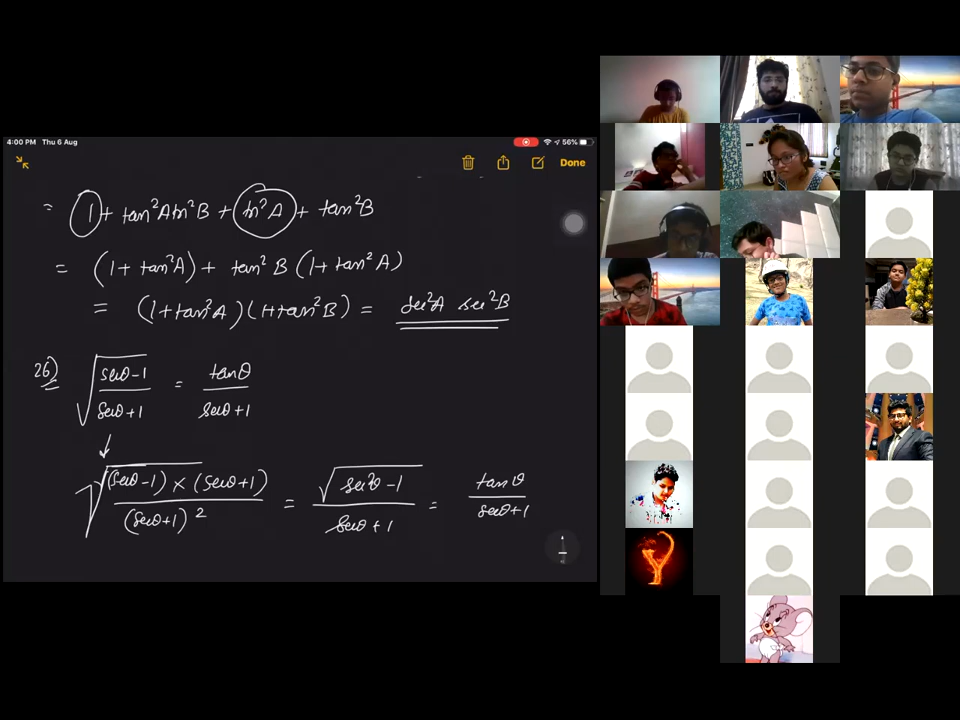 4:00 PM Thu 6 Aug 56%
Done
= 1 + tan²A tan²B + tan²A + tan²B
= (1 + tan²A) + tan²B (1 + tan²A)
= (1 + tan²A) (1 + tan²B) = sec²A sec²B
26) √((secθ - 1)/(secθ + 1)) = tanθ/(secθ + 1)
↓
√(((secθ - 1) × (secθ + 1))/(secθ + 1)²) = √(sec²θ - 1)/(secθ + 1) = tanθ/(secθ + 1)